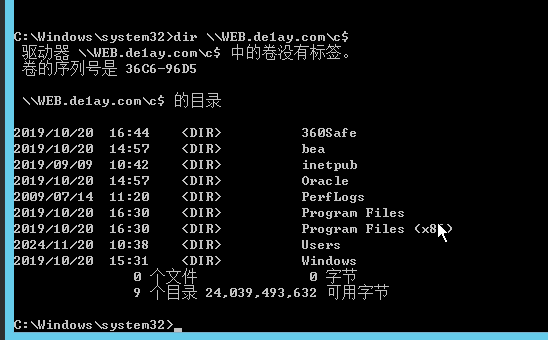 C:\Windows\system32>dir \\WEB.de1ay.com\c$
驱动器 \\WEB.de1ay.com\c$ 中的卷没有标签。
卷的序列号是 36C6-96D5
\\WEB.de1ay.com\c$ 的目录
2019/10/20  16:44    <DIR>          360Safe
2019/10/20  14:57    <DIR>          bea
2019/09/09  10:42    <DIR>          inetpub
2019/10/20  14:57    <DIR>          Oracle
2009/07/14  11:20    <DIR>          PerfLogs
2019/10/20  16:30    <DIR>          Program Files
2019/10/20  16:30    <DIR>          Program Files (x86)
2024/11/20  10:38    <DIR>          Users
2019/10/20  15:31    <DIR>          Windows
0 个文件              0 字节
9 个目录 24,039,493,632 可用字节
C:\Windows\system32>